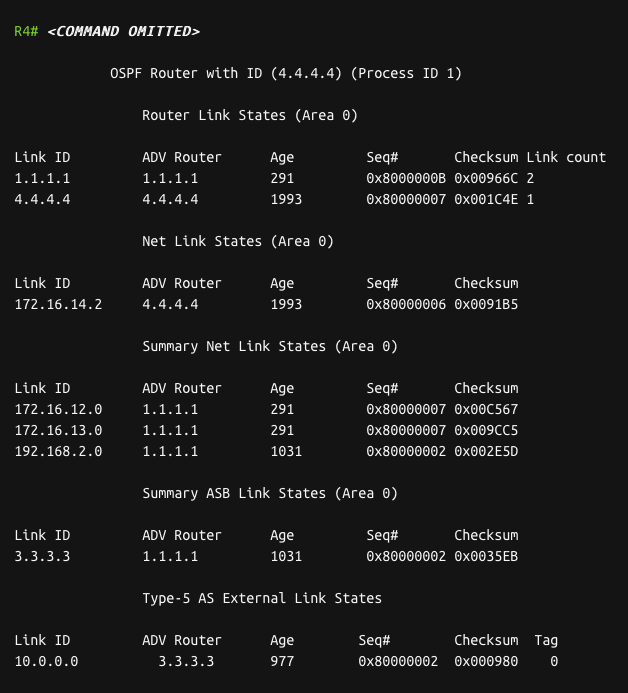 R4# <COMMAND OMITTED>
OSPF Router with ID (4.4.4.4) (Process ID 1)
Router Link States (Area 0)
Link ID ADV Router Age Seq# Checksum Link count
1.1.1.1 1.1.1.1 291 0x8000000B 0x00966C 2
4.4.4.4 4.4.4.4 1993 0x80000007 0x001C4E 1
Net Link States (Area 0)
Link ID ADV Router Age Seq# Checksum
172.16.14.2 4.4.4.4 1993 0x80000006 0x0091B5
Summary Net Link States (Area 0)
Link ID ADV Router Age Seq# Checksum
172.16.12.0 1.1.1.1 291 0x80000007 0x00C567
172.16.13.0 1.1.1.1 291 0x80000007 0x009CC5
192.168.2.0 1.1.1.1 1031 0x80000002 0x002E5D
Summary ASB Link States (Area 0)
Link ID ADV Router Age Seq# Checksum
3.3.3.3 1.1.1.1 1031 0x80000002 0x0035EB
Type-5 AS External Link States
Link ID ADV Router Age Seq# Checksum Tag
10.0.0.0 3.3.3.3 977 0x80000002 0x000980 0